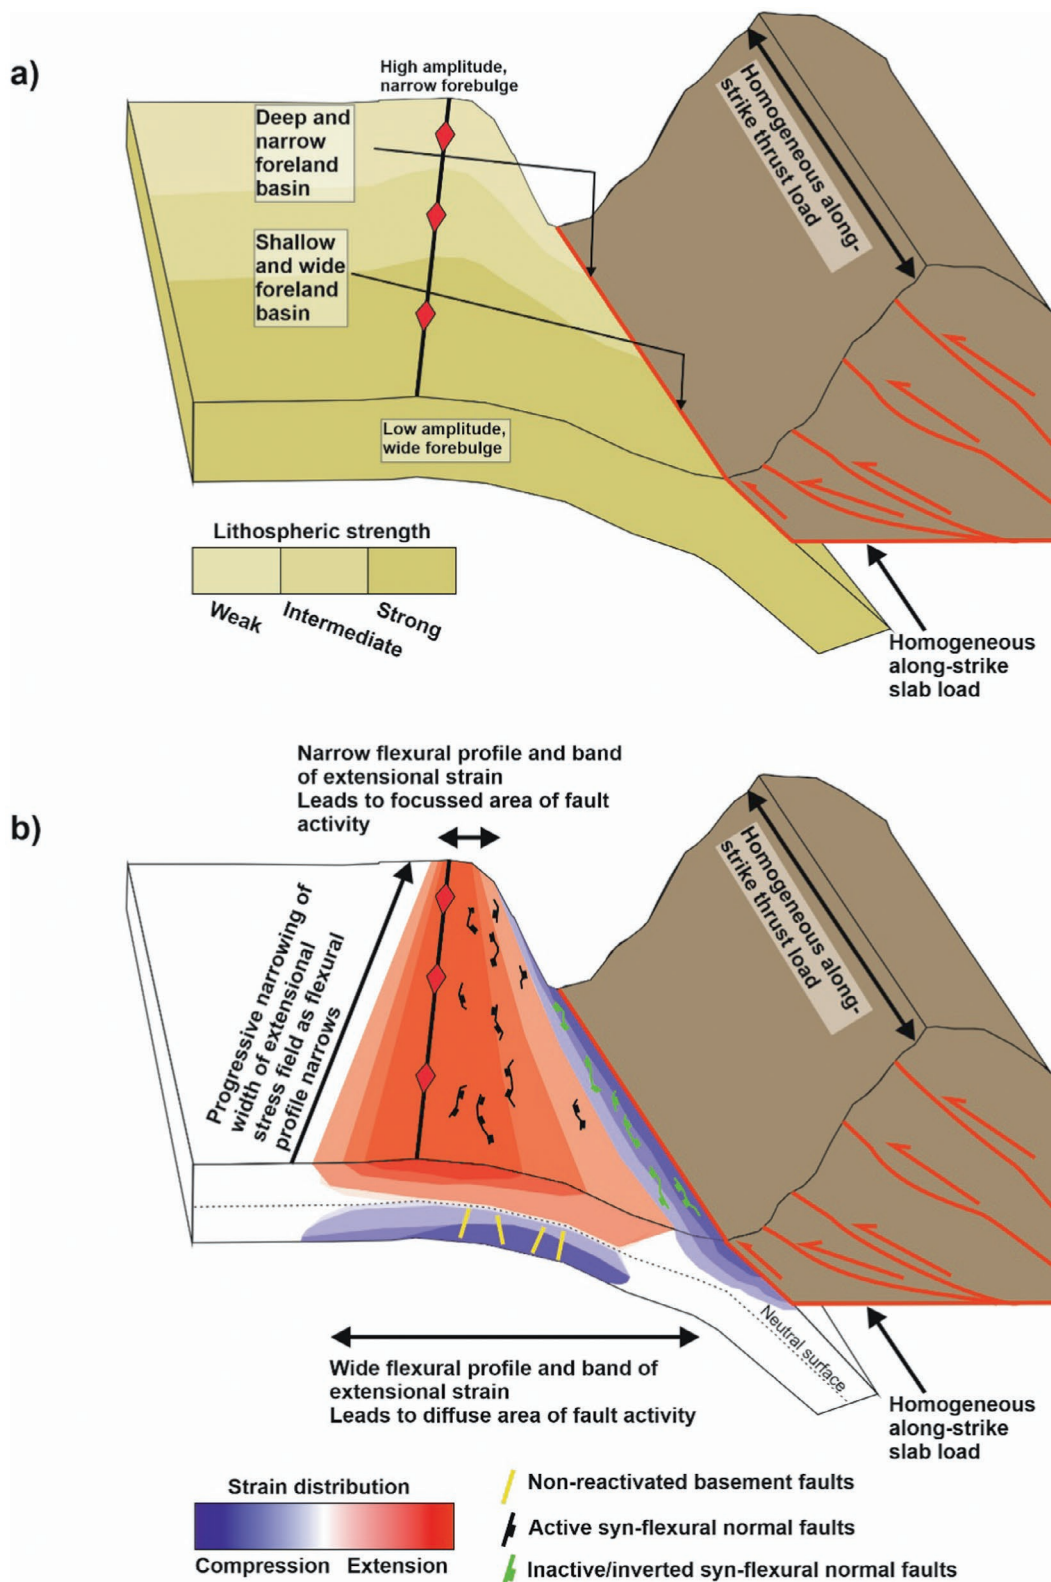 a)
High amplitude,
narrow forebulge
Deep and
narrow
foreland
basin
Shallow
and wide
foreland
basin
Homogeneous along-
strike thrust load
Low amplitude,
wide forebulge
Lithospheric strength
Weak
Intermediate
Strong
Homogeneous
along-strike
slab load
b)
Narrow flexural profile and band
of extensional strain
Leads to focussed area of fault
activity
Progressive narrowing of
width of extensional
stress field as flexural
profile narrows
Homogeneous along-
strike thrust load
Neutral surface
Wide flexural profile and band of
extensional strain
Leads to diffuse area of fault activity
Homogeneous
along-strike
slab load
Strain distribution
Compression
Extension
Non-reactivated basement faults
Active syn-flexural normal faults
Inactive/inverted syn-flexural normal faults